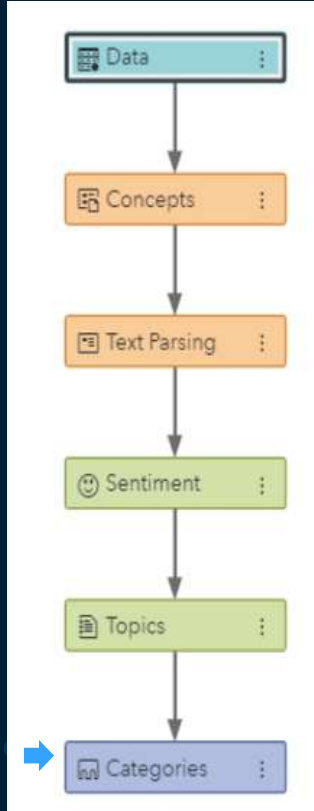 Data
Concepts
Text Parsing
Sentiment
Topics
Categories